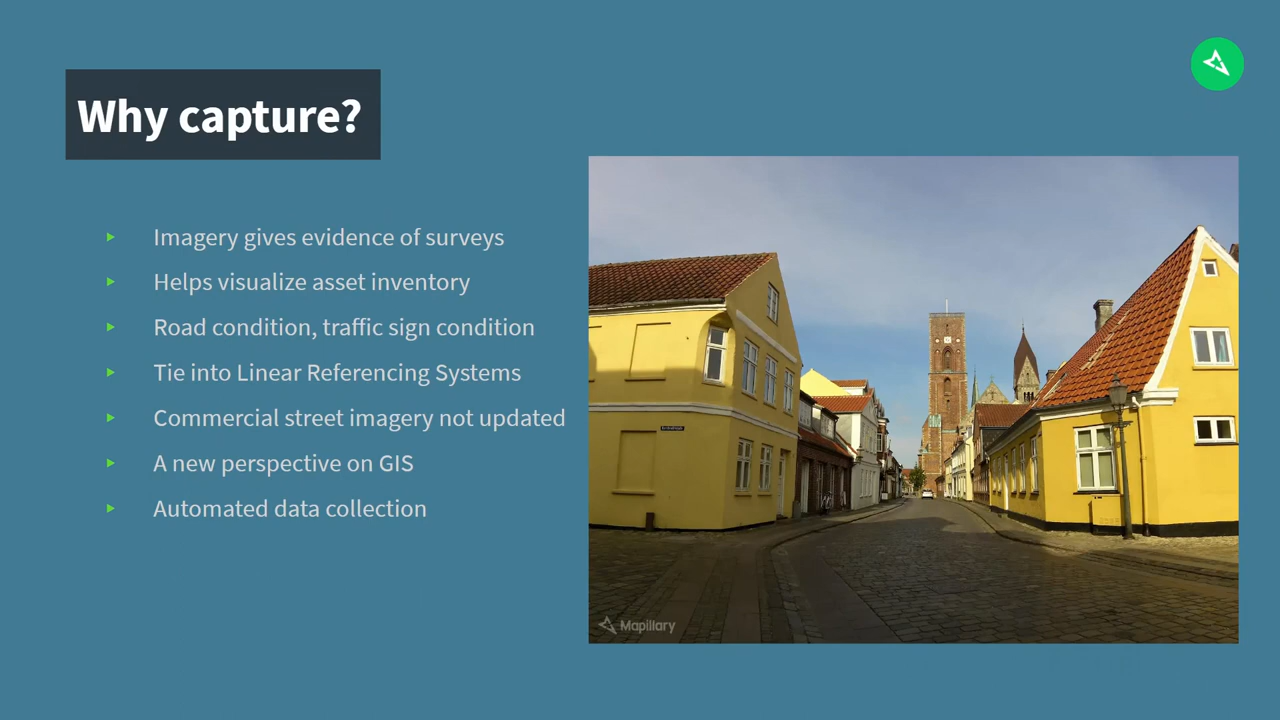 Why capture?
Imagery gives evidence of surveys
Helps visualize asset inventory
Road condition, traffic sign condition
Tie into Linear Referencing Systems
Commercial street imagery not updated
A new perspective on GIS
Automated data collection
Mapillary